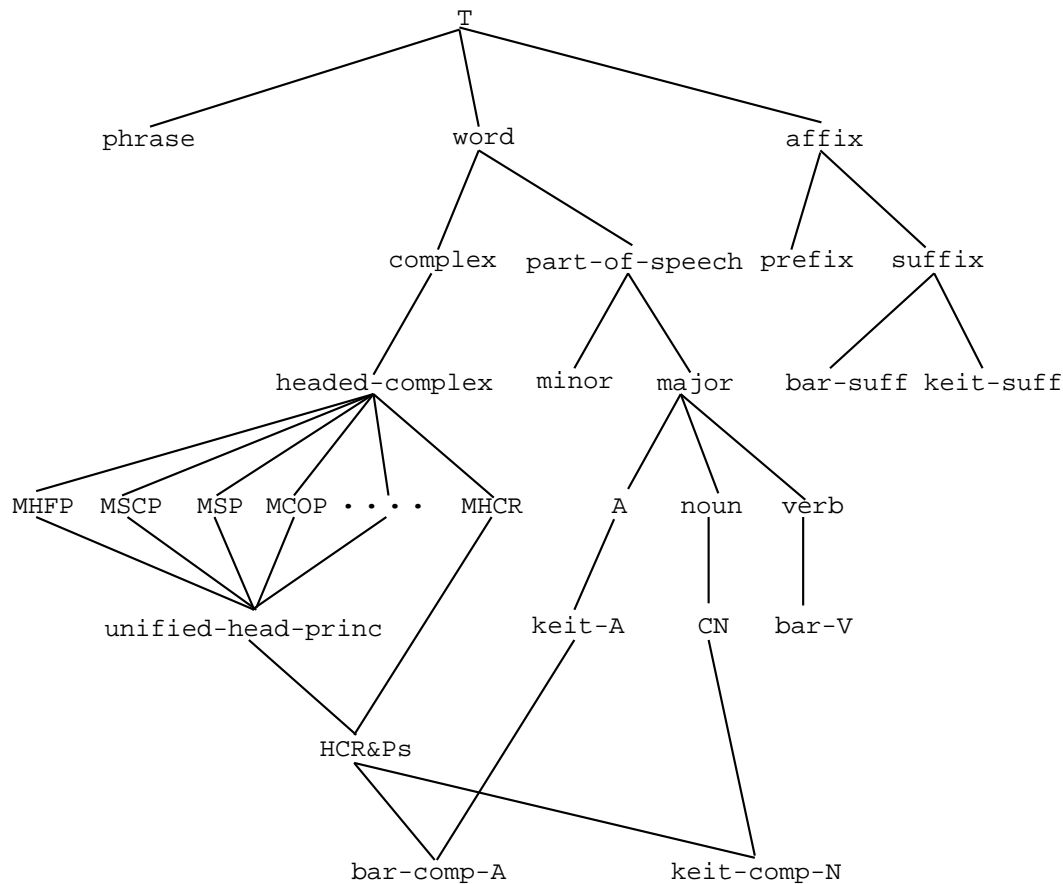 T
phrase word affix
complex part-of-speech prefix suffix
headed-complex minor major bar-suff keit-suff
MHFP MSCP MSP MCOP .... MHCR A noun verb
unified-head-princ keit-A CN bar-V
HCR&Ps
bar-comp-A keit-comp-N